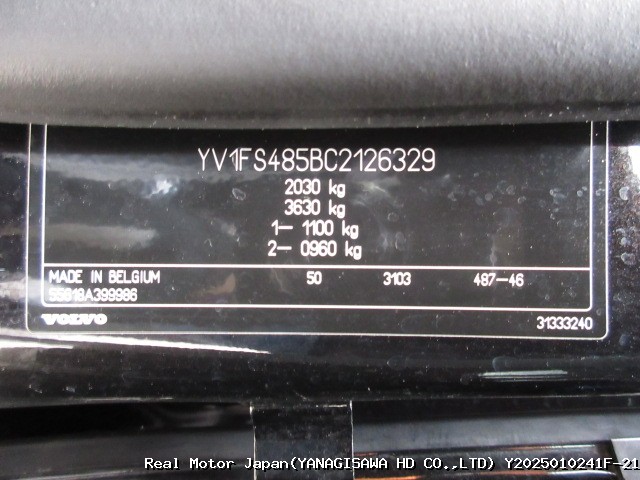 YV1FS485BC2126329
2030 kg
3630 kg
1- 1100 kg
2- 0960 kg
MADE IN BELGIUM 50 3103 487-46
S5618A399986
VOLVO 31333240
Real Motor Japan(YANAGISAWA HD CO.,LTD) Y2025010241F-21